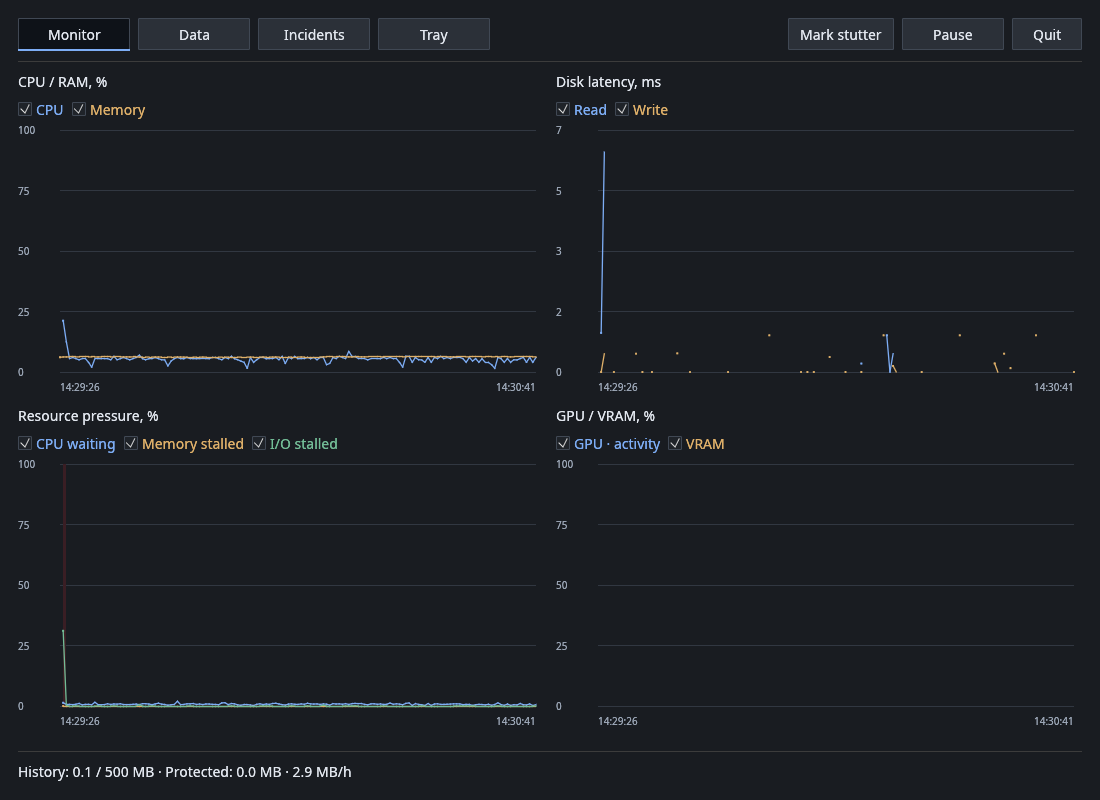 Monitor Data Incidents Tray Mark stutter Pause Quit
CPU / RAM, %
CPU Memory
100
75
50
25
0
14:29:26 14:30:41
Disk latency, ms
Read Write
7
5
3
2
0
14:29:26 14:30:41
Resource pressure, %
CPU waiting Memory stalled I/O stalled
100
75
50
25
0
14:29:26 14:30:41
GPU / VRAM, %
GPU · activity VRAM
100
75
50
25
0
14:29:26 14:30:41
History: 0.1 / 500 MB · Protected: 0.0 MB · 2.9 MB/h